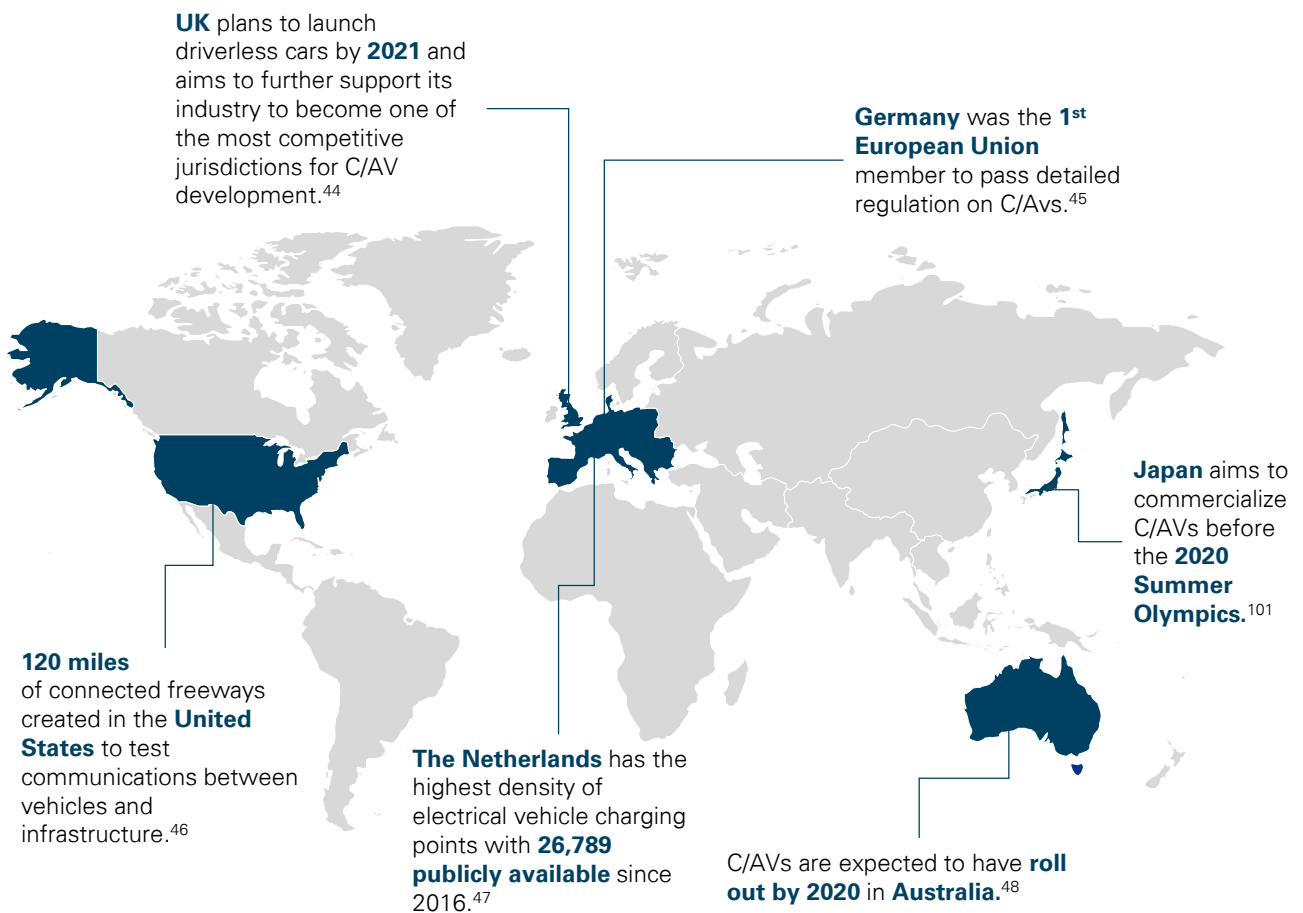 UK plans to launch
driverless cars by 2021 and
aims to further support its
industry to become one of
the most competitive
jurisdictions for C/AV
development.44
Germany was the 1st
European Union
member to pass detailed
regulation on C/Avs.45
Japan aims to
commercialize
C/AVs before
the 2020
Summer
Olympics.101
120 miles
of connected freeways
created in the United
States to test
communications between
vehicles and
infrastructure.46
The Netherlands has the
highest density of
electrical vehicle charging
points with 26,789
publicly available since
2016.47
C/AVs are expected to have roll
out by 2020 in Australia.48